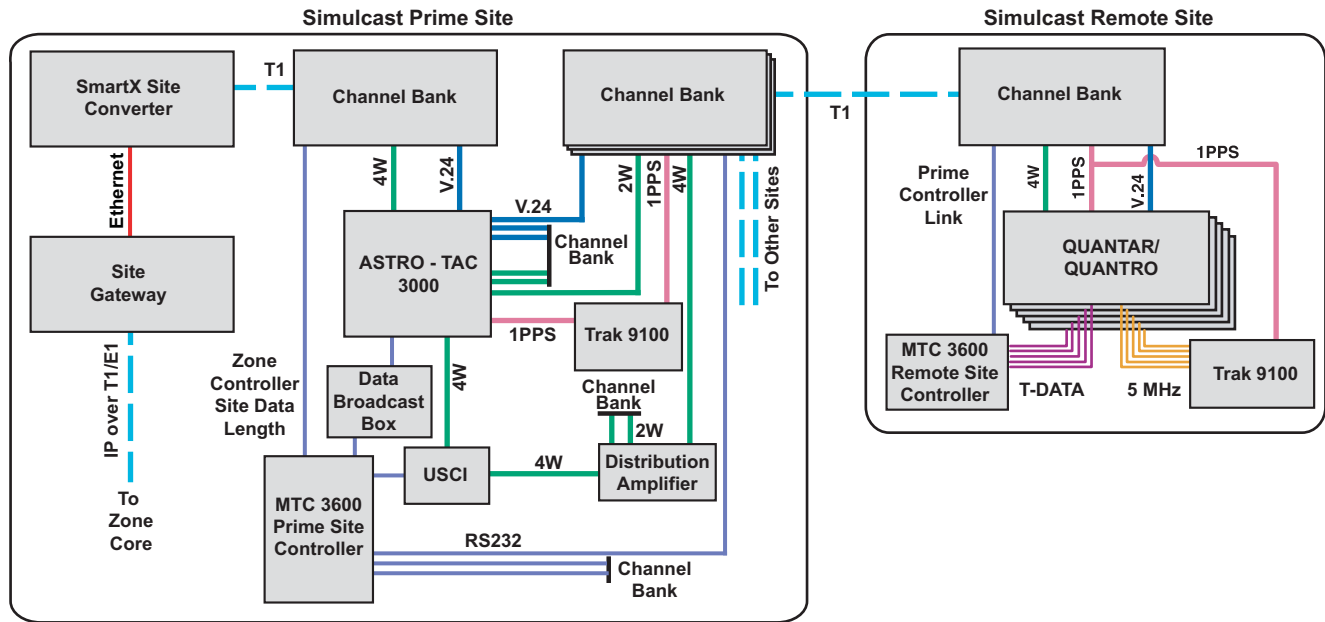 Simulcast Prime Site
Simulcast Remote Site
SmartX Site
Converter
T1
Channel Bank
Channel Bank
T1
Channel Bank
Ethernet
4W
V.24
2W
1PPS
4W
To Other Sites
Prime
Controller
Link
4W
1PPS
V.24
1PPS
Site
Gateway
ASTRO - TAC
3000
V.24
Channel
Bank
QUANTAR/
QUANTRO
1PPS
Trak 9100
MTC 3600
Remote Site
Controller
T-DATA
5 MHz
Trak 9100
IP over T1/E1
Zone
Controller
Site Data
Length
Data
Broadcast
Box
4W
Channel
Bank
2W
USCI
4W
Distribution
Amplifier
To
Zone
Core
MTC 3600
Prime Site
Controller
RS232
Channel
Bank